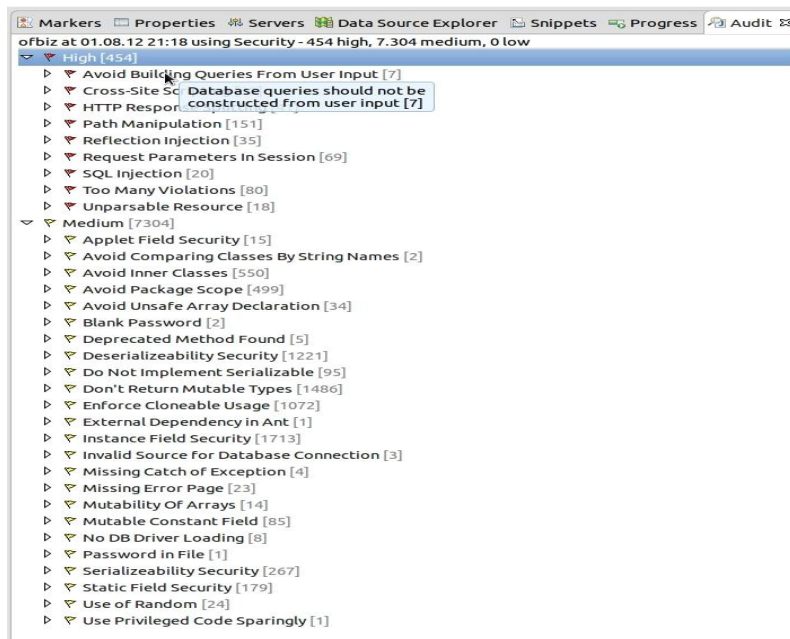 Markers Properties Servers Data Source Explorer Snippets Progress Audit
ofbiz at 01.08.12 21:18 using Security - 454 high, 7.304 medium, 0 low
High [454]
Avoid Building Queries From User Input [7]
Cross-Site Sc
Database queries should not be
constructed from user input [7]
HTTP Response
Path Manipulation [151]
Reflection Injection [35]
Request Parameters In Session [69]
SQL Injection [20]
Too Many Violations [80]
Unparsable Resource [18]
Medium [7304]
Applet Field Security [15]
Avoid Comparing Classes By String Names [2]
Avoid Inner Classes [550]
Avoid Package Scope [499]
Avoid Unsafe Array Declaration [34]
Blank Password [2]
Deprecated Method Found [5]
Deserializeability Security [1221]
Do Not Implement Serializable [95]
Don't Return Mutable Types [1486]
Enforce Cloneable Usage [1072]
External Dependency in Ant [1]
Instance Field Security [1713]
Invalid Source for Database Connection [3]
Missing Catch of Exception [4]
Missing Error Page [23]
Mutability Of Arrays [14]
Mutable Constant Field [85]
No DB Driver Loading [8]
Password in File [1]
Serializeability Security [267]
Static Field Security [179]
Use of Random [24]
Use Privileged Code Sparingly [1]